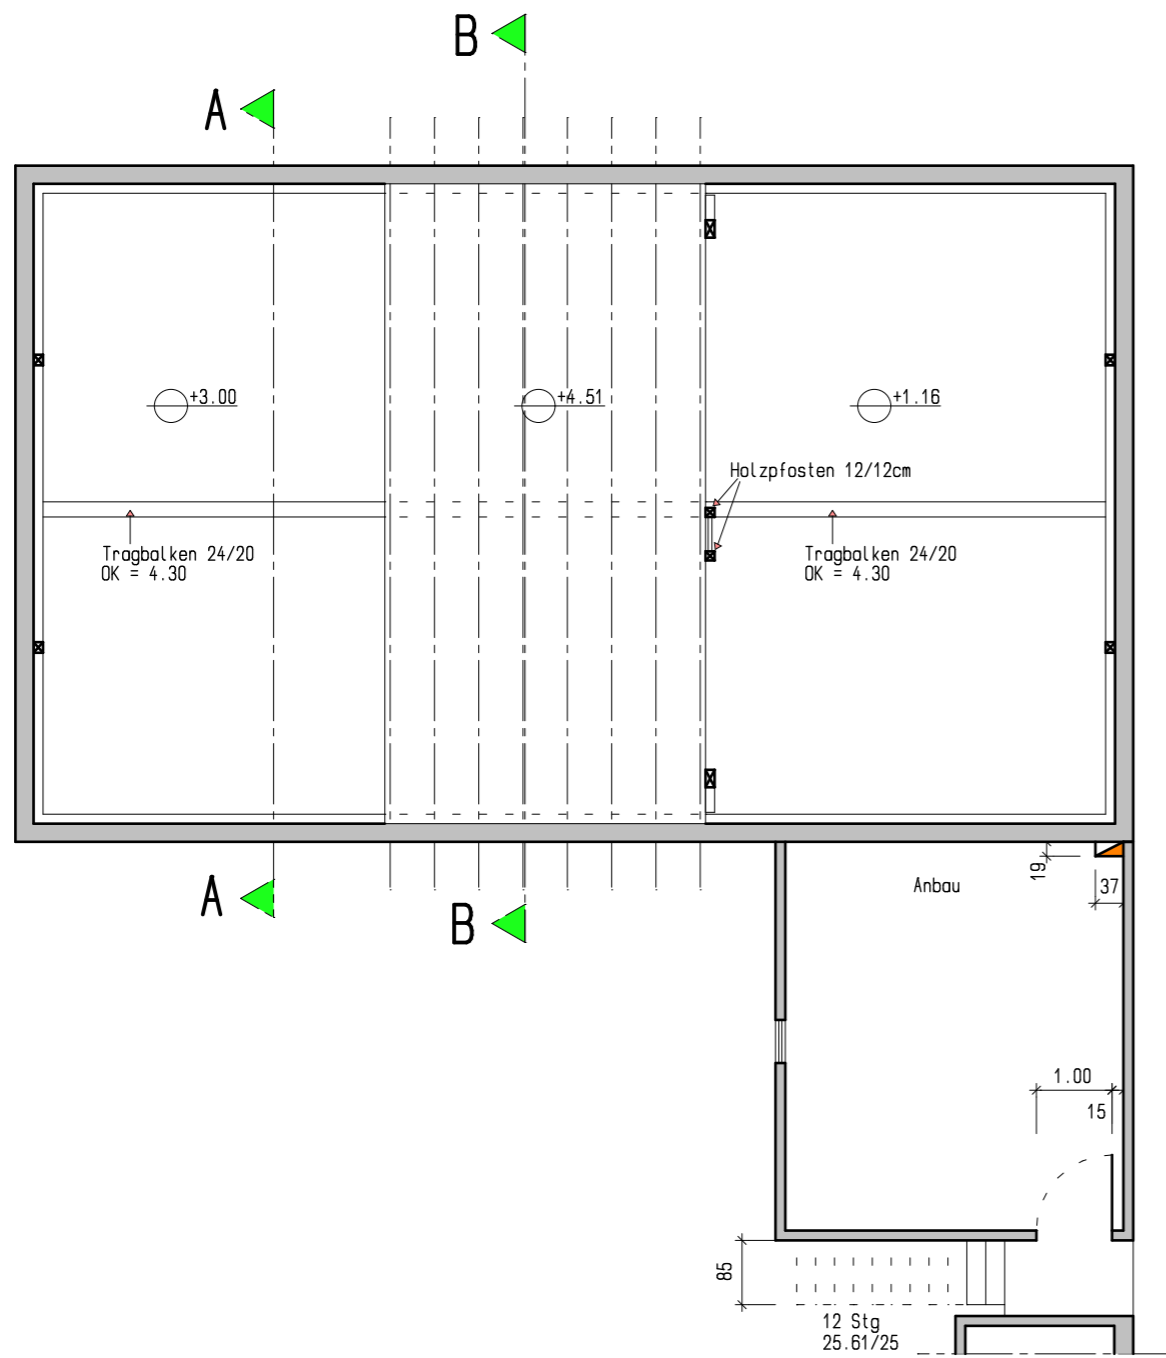 B
A
+3.00
+4.51
+1.16
Holzpfosten 12/12cm
Tragbalken 24/20
OK = 4.30
Tragbalken 24/20
OK = 4.30
A
B
Anbau
19
37
1.00
15
85
12 Stg
25.61/25